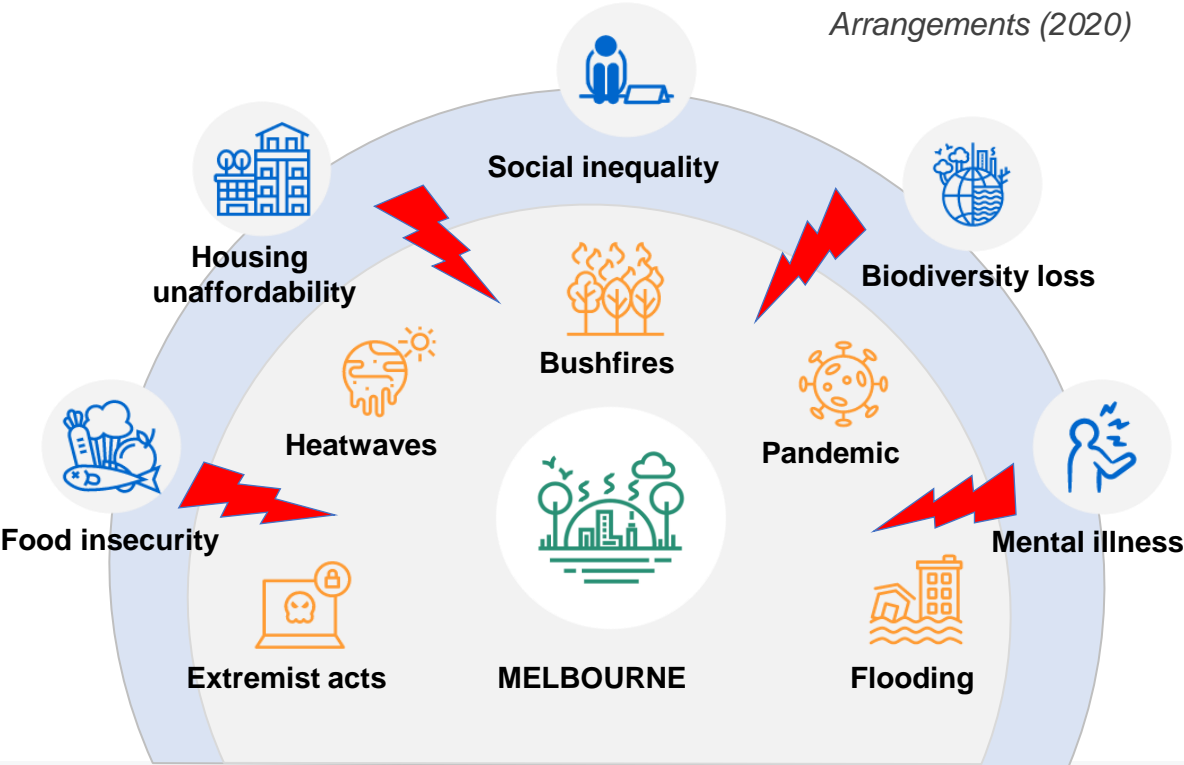 Arrangements (2020)
Social inequality
Housing
unaffordability
Biodiversity loss
Bushfires
Heatwaves
Pandemic
Food insecurity
Mental illness
Extremist acts
MELBOURNE
Flooding